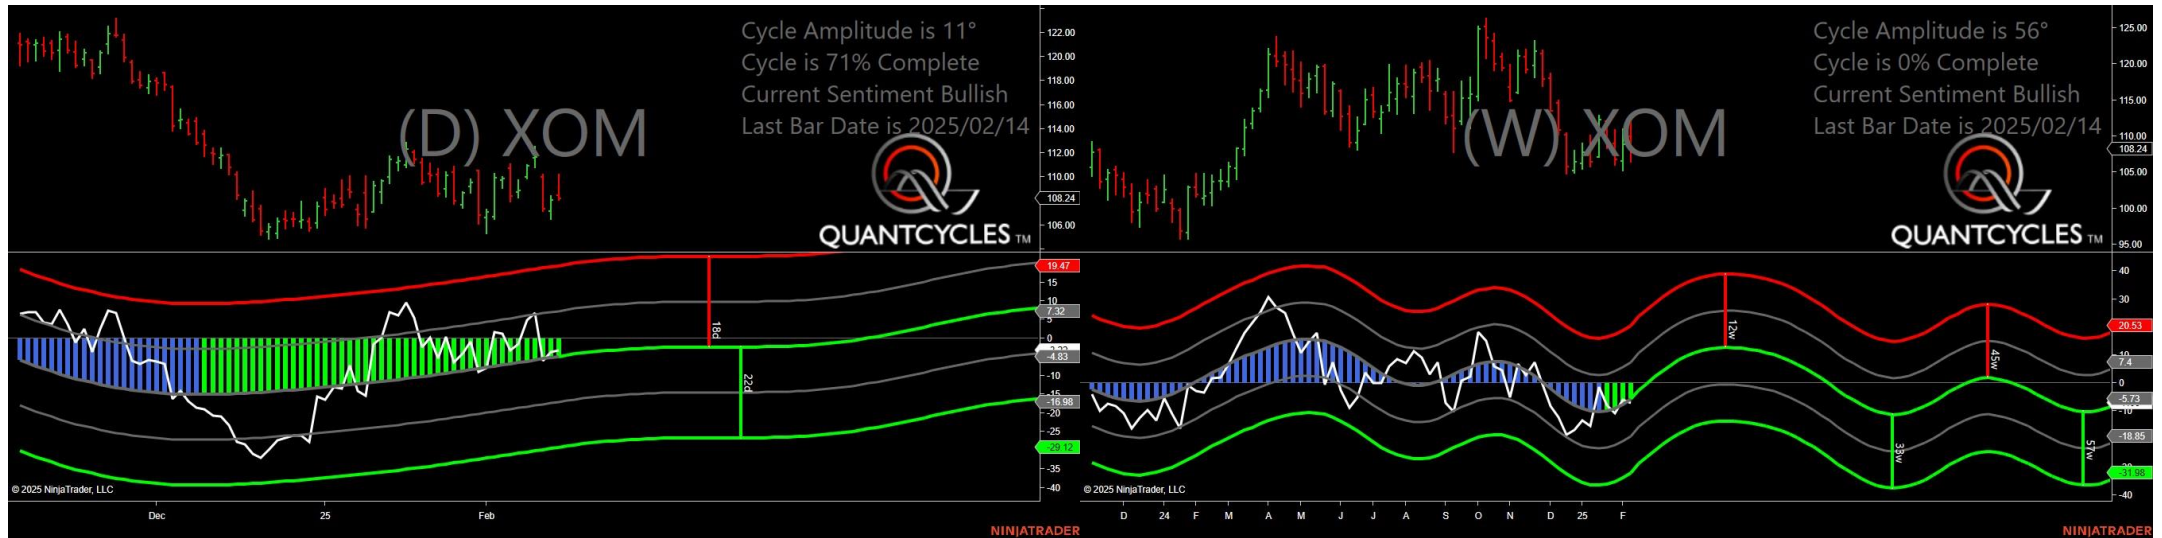 Cycle Amplitude is 11°
Cycle is 71% Complete
Current Sentiment Bullish
Last Bar Date is 2025/02/14
(D) XOM
QUANTCYCLES TM
122.00
120.00
118.00
116.00
114.00
112.00
110.00
108.24
106.00
19.47
15
10
7.32
5
0
-4.83
-10
-15
-16.98
-20
-25
-29.12
-35
-40
18d
22d
© 2025 NinjaTrader, LLC
Dec 25 Feb
NINJATRADER
Cycle Amplitude is 56°
Cycle is 0% Complete
Current Sentiment Bullish
Last Bar Date is 2025/02/14
(W) XOM
QUANTCYCLES TM
125.00
120.00
115.00
110.00
108.24
105.00
100.00
95.00
40
30
20.53
10
7.4
0
-5.73
-10
-18.85
-31.98
-40
12w
45w
33w
57w
© 2025 NinjaTrader, LLC
D 24 F M A M J J A S O N D 25 F
NINJATRADER